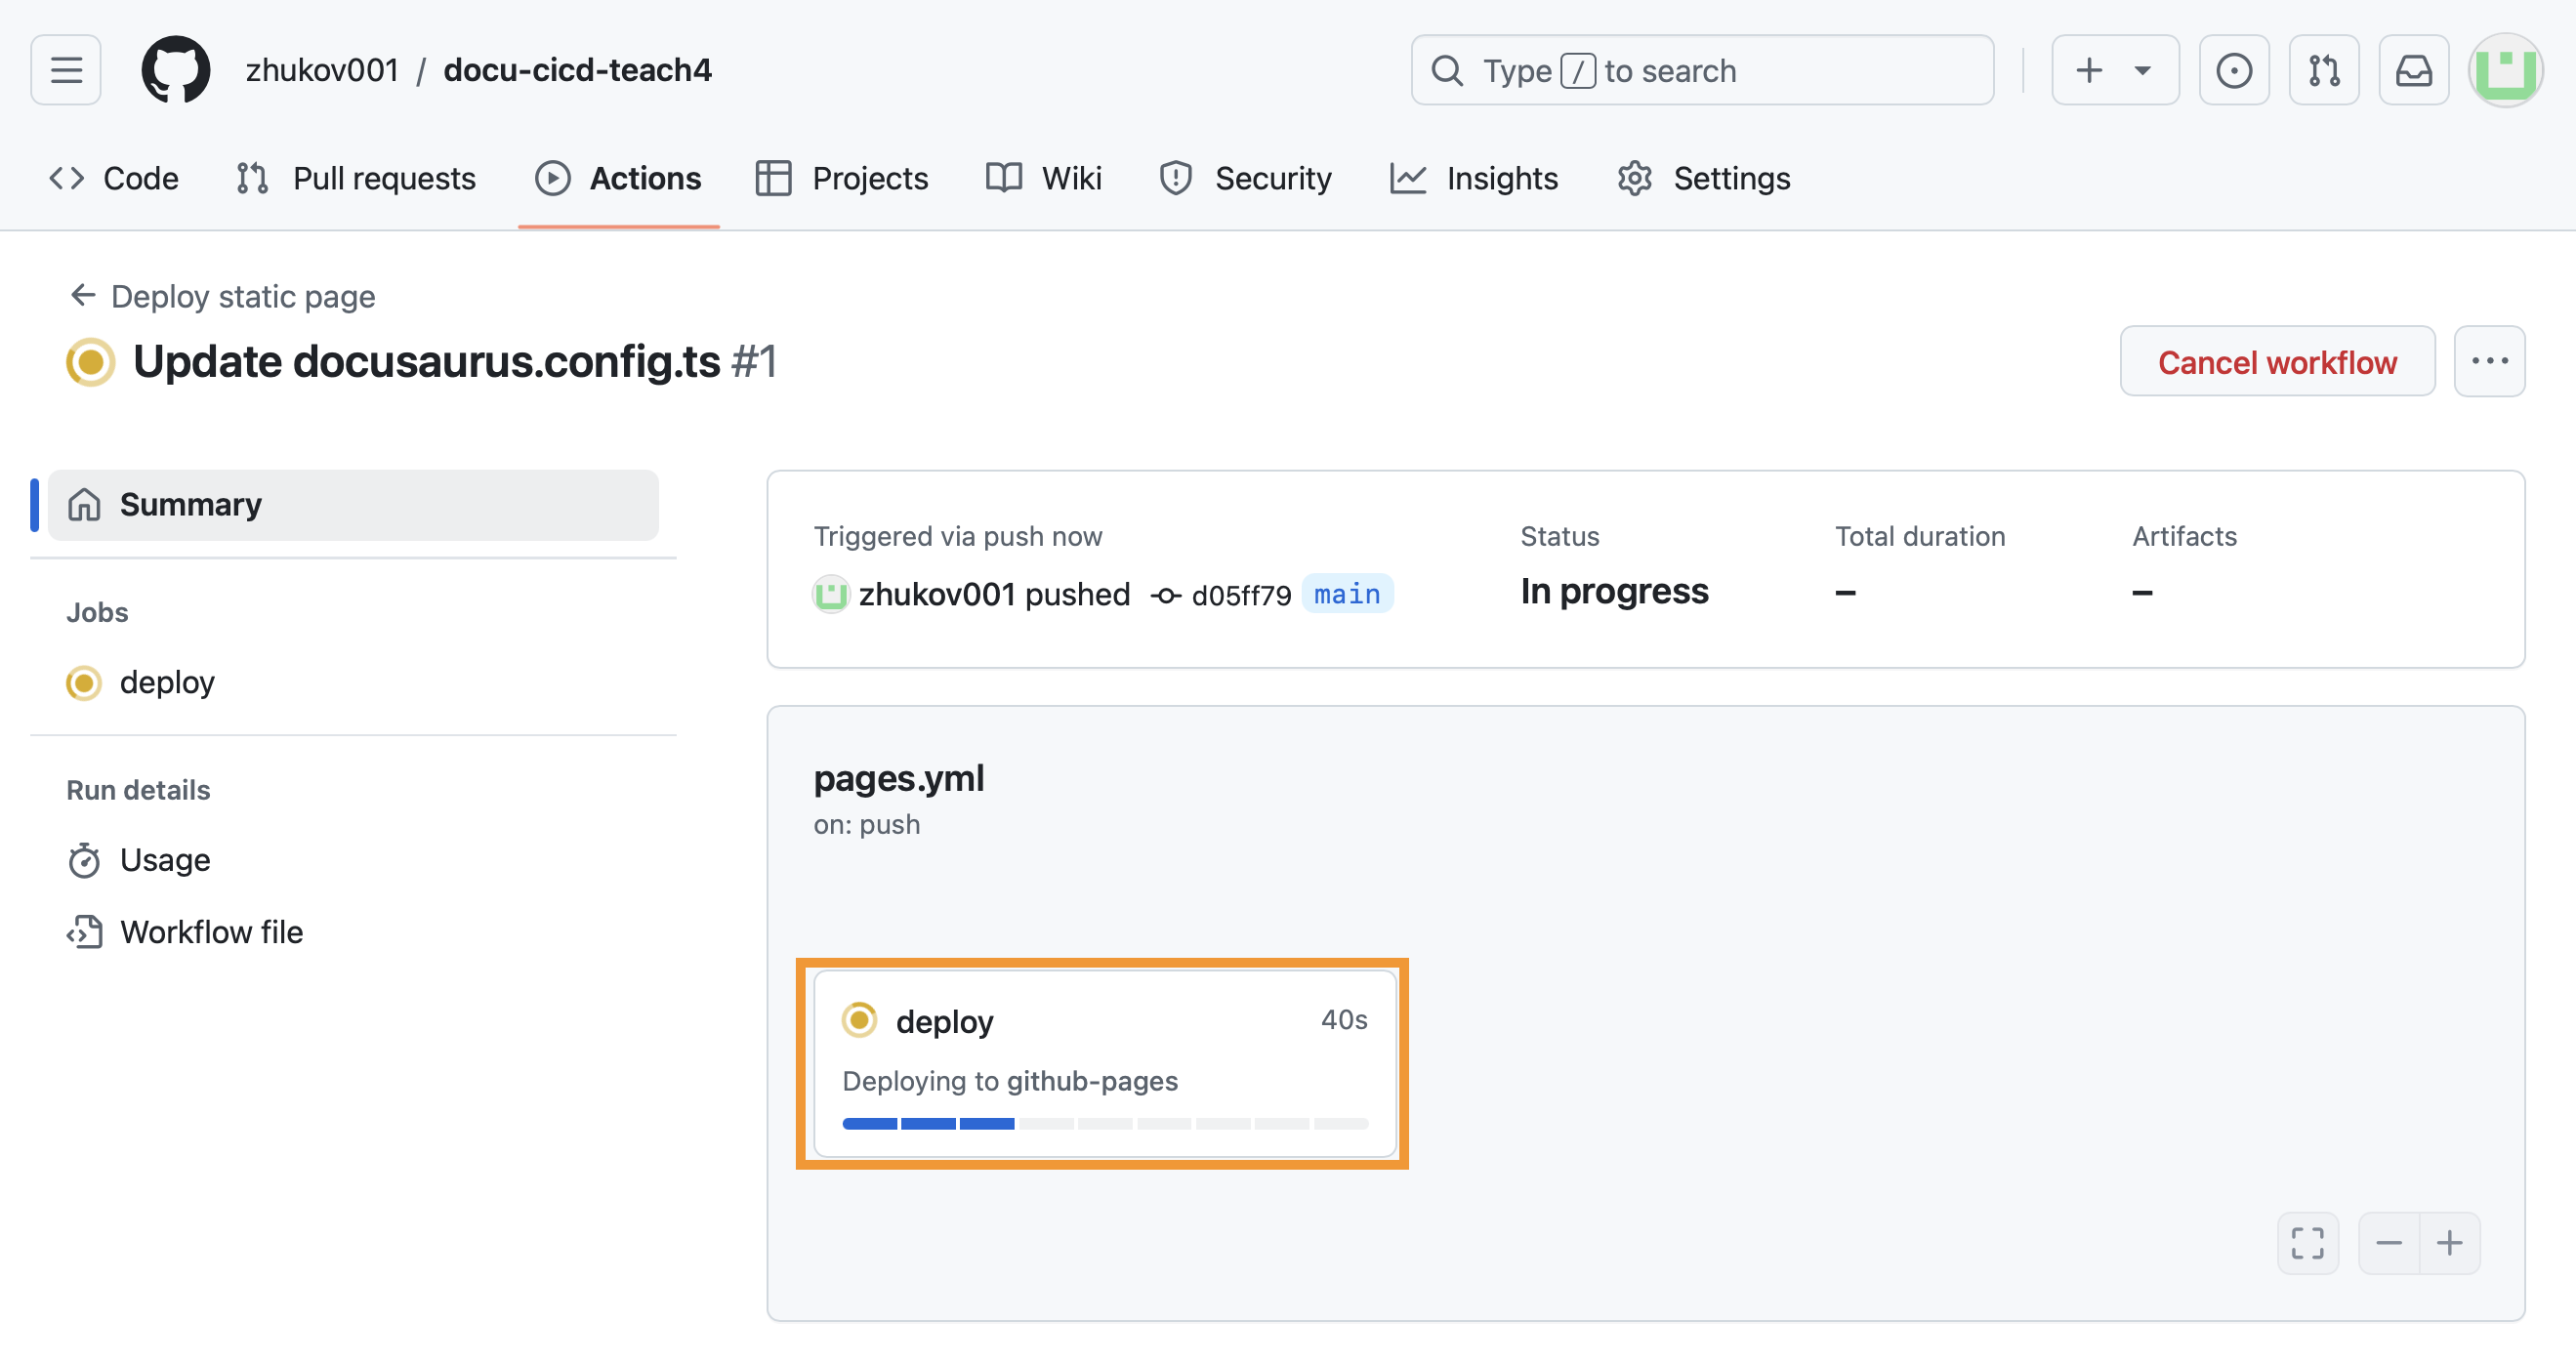 zhukov001 / docu-cicd-teach4
Type / to search
Code Pull requests Actions Projects Wiki Security Insights Settings
Deploy static page
Update docusaurus.config.ts #1
Cancel workflow
Summary
Jobs
deploy
Run details
Usage
Workflow file
Triggered via push now
zhukov001 pushed d05ff79 main
Status
In progress
Total duration
–
Artifacts
–
pages.yml
on: push
deploy 40s
Deploying to github-pages